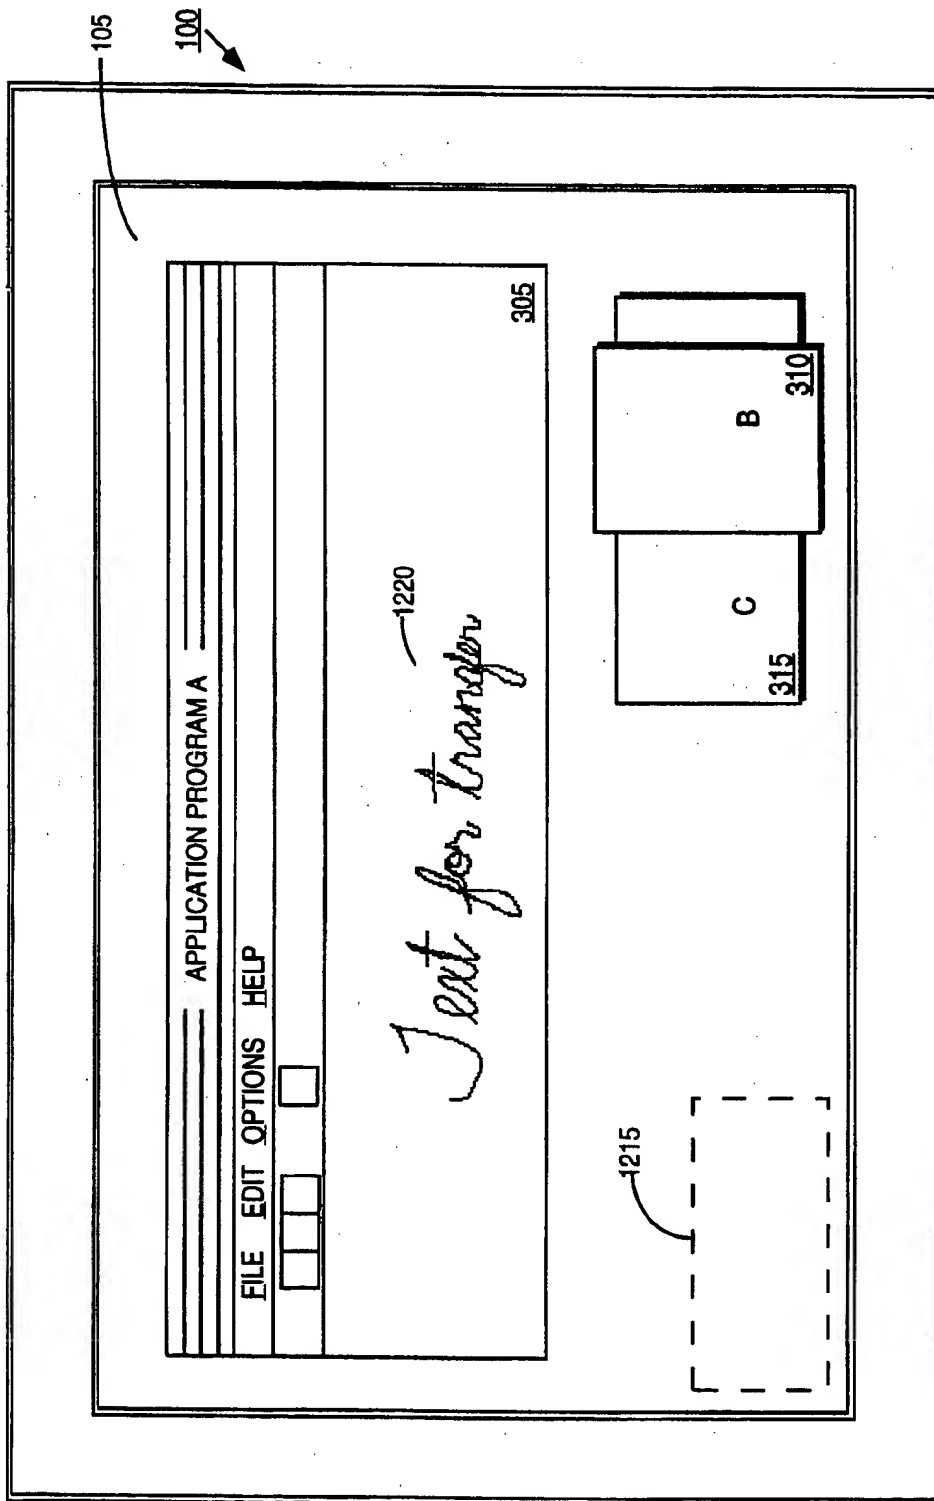 105
100
APPLICATION PROGRAM A
FILE EDIT OPTIONS HELP
305
1220
Text for transfer
1215
C
B
315
310